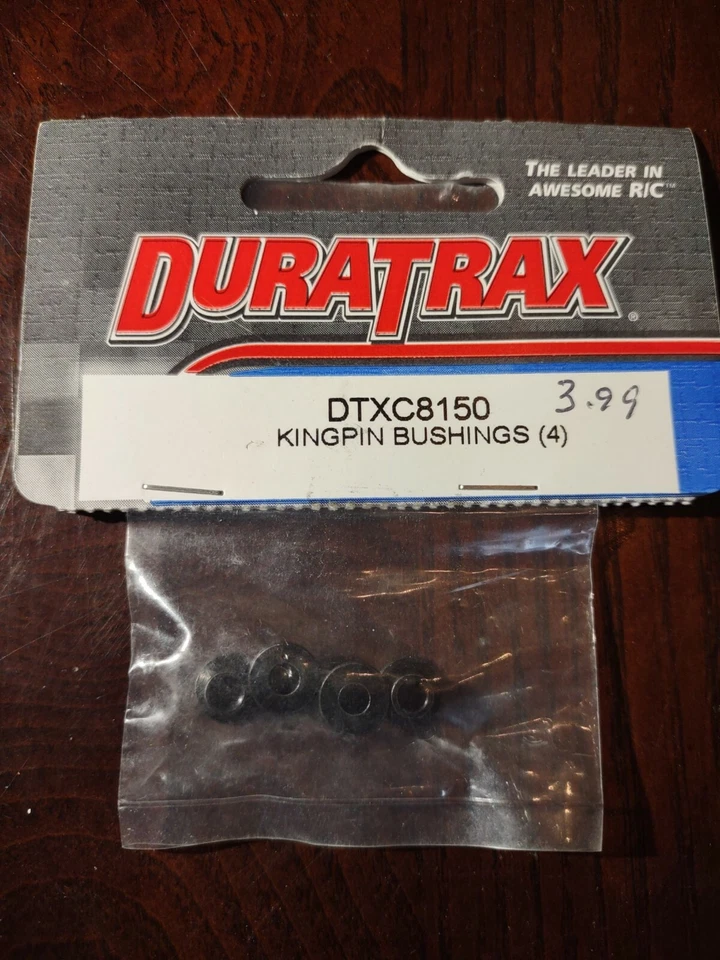 THE LEADER IN
AWESOME R/C™
DURATRAX®
DTXC8150 3.99
KINGPIN BUSHINGS (4)